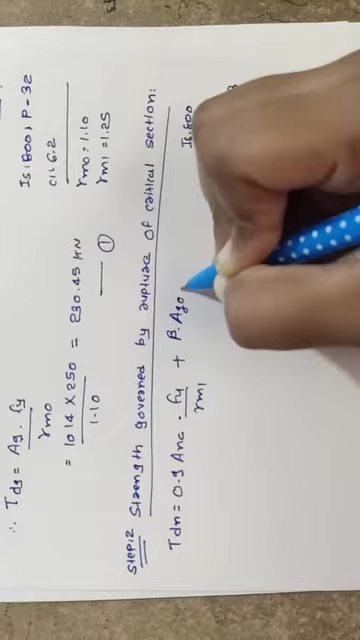 Is:800, P-32
cl:6.2
∴ Tdg = Ag . fy
γm0
γm0 = 1.10
γm1 = 1.25
= 1014 X 250 = 230.45 KN
1.10
①
Step:2 Strength governed by rupture of critical section:
Is:800
Tdn = 0.9 Anc . fy + β. Ago
γm1